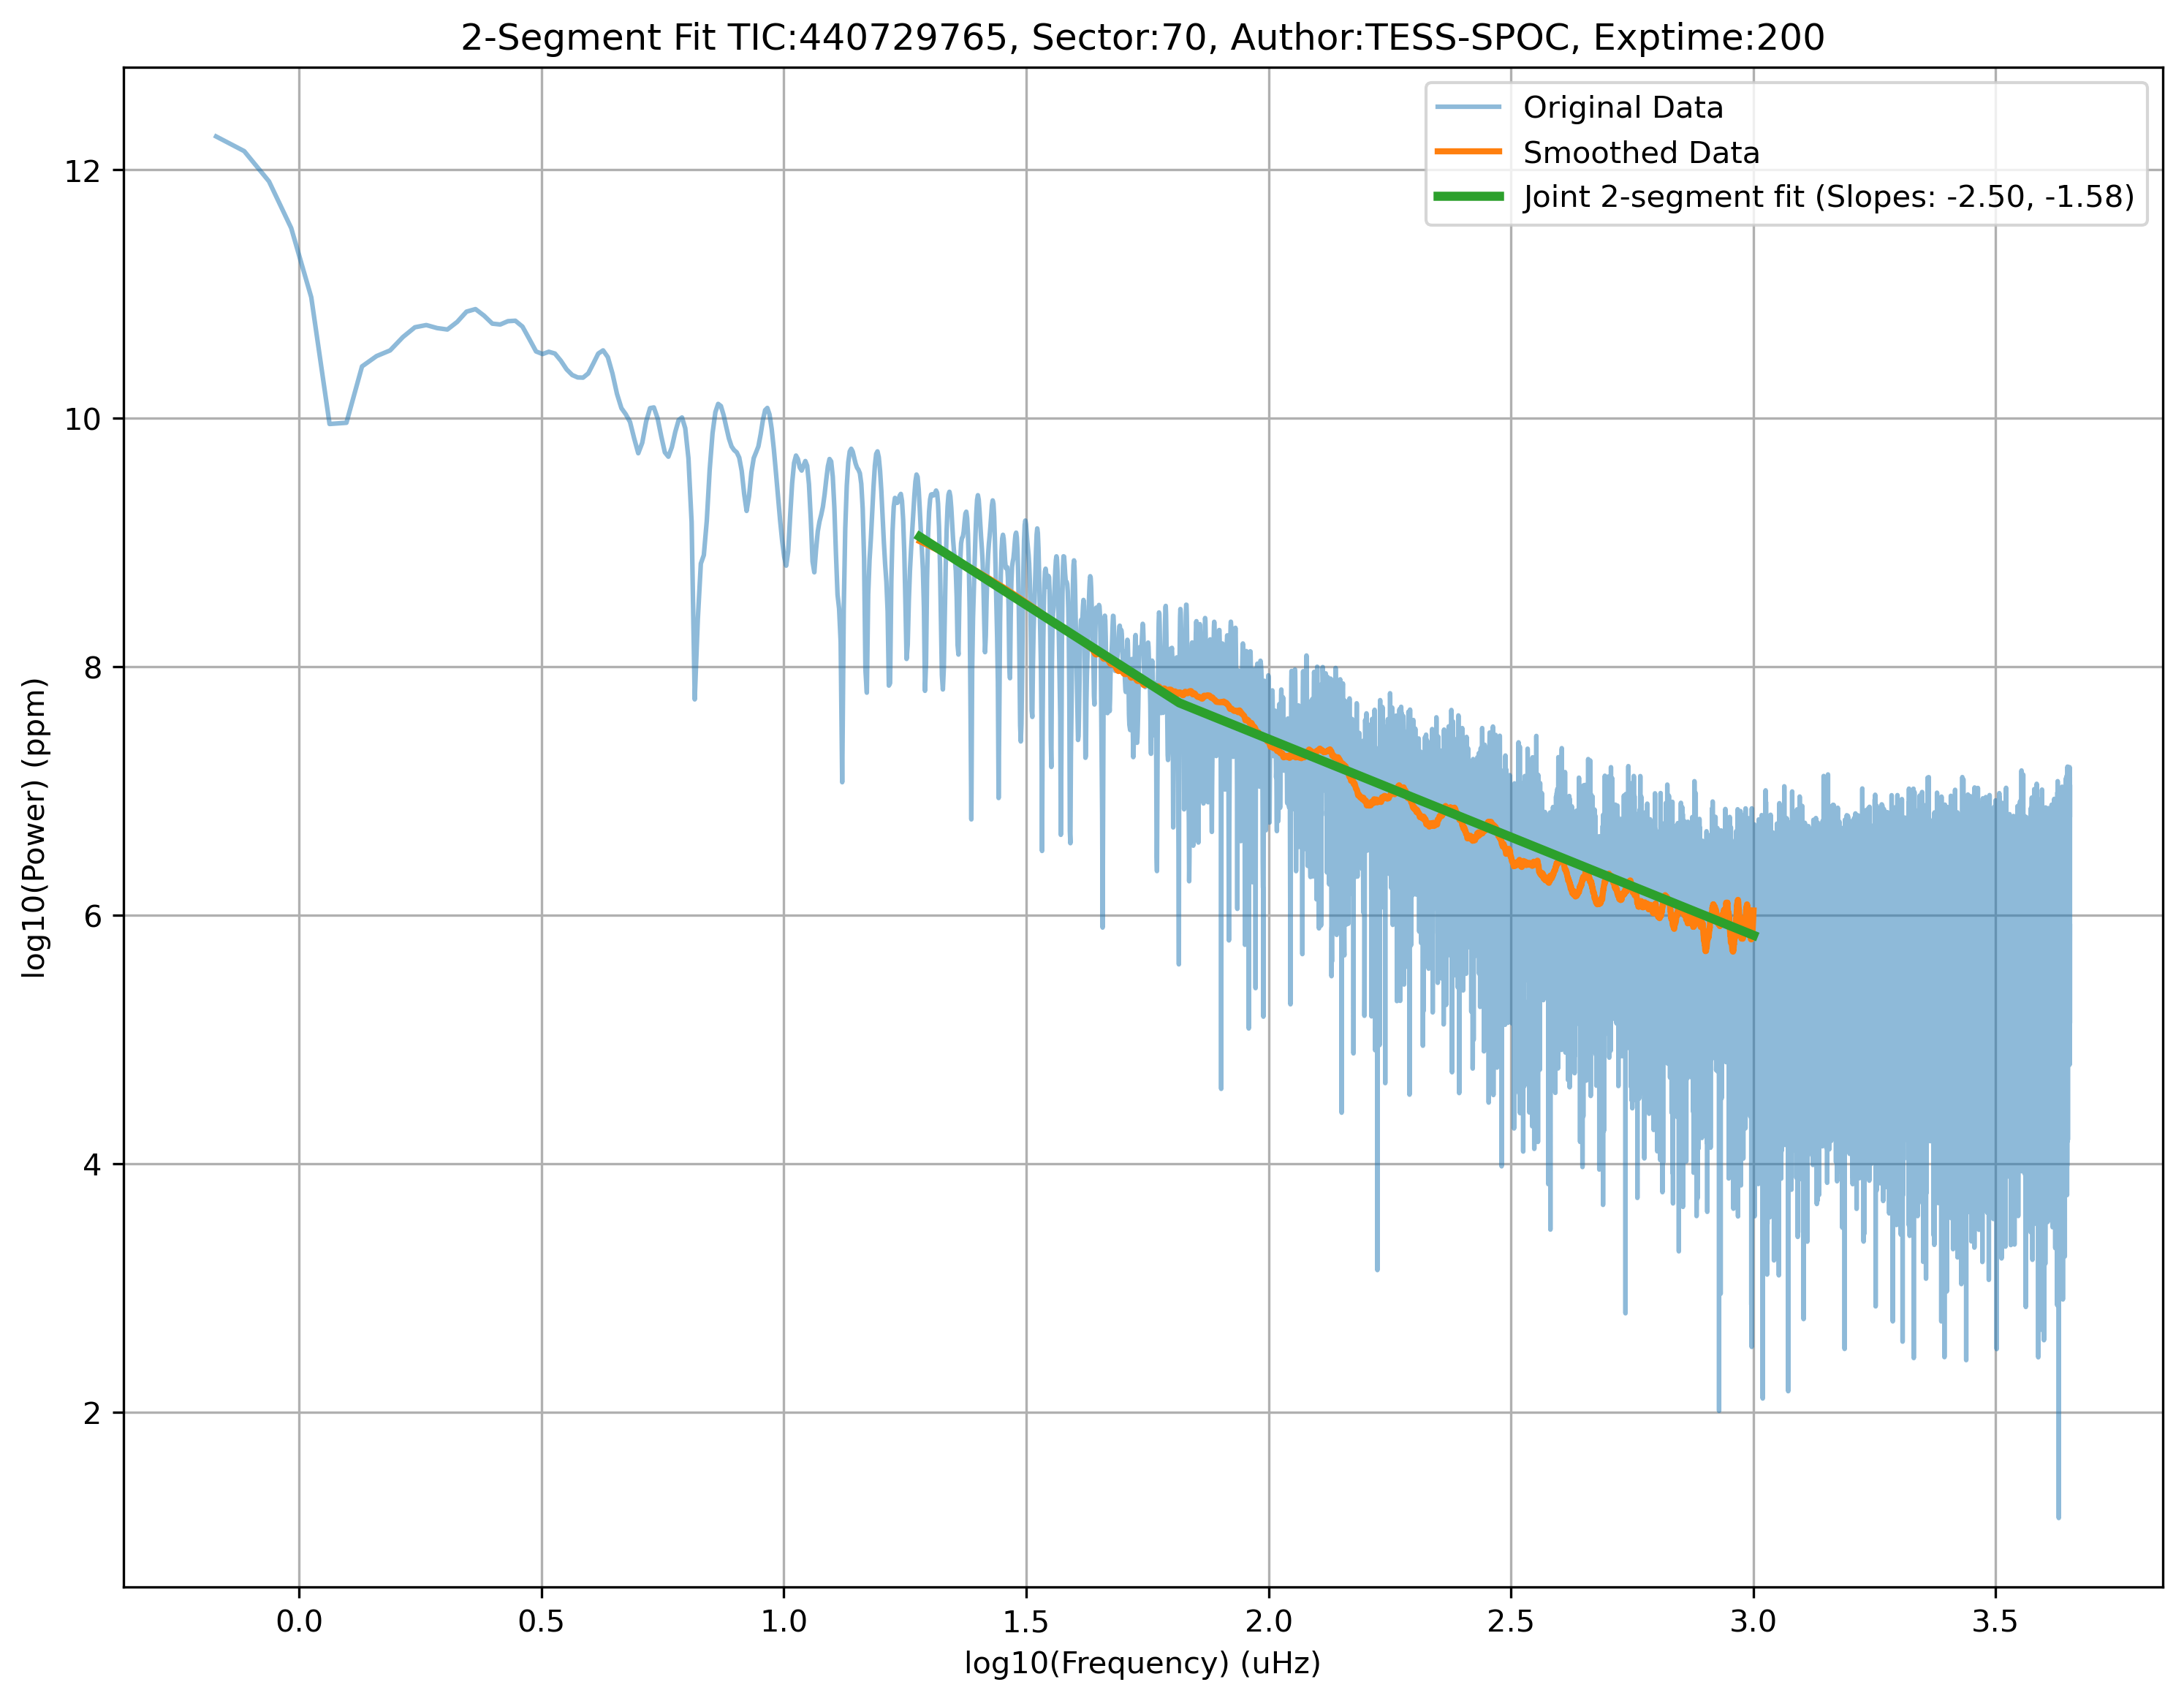 2-Segment Fit TIC:440729765, Sector:70, Author:TESS-SPOC, Exptime:200
Original Data
Smoothed Data
Joint 2-segment fit (Slopes: -2.50, -1.58)
log10(Power) (ppm)
12
10
8
6
4
2
0.0 0.5 1.0 1.5 2.0 2.5 3.0 3.5
log10(Frequency) (uHz)